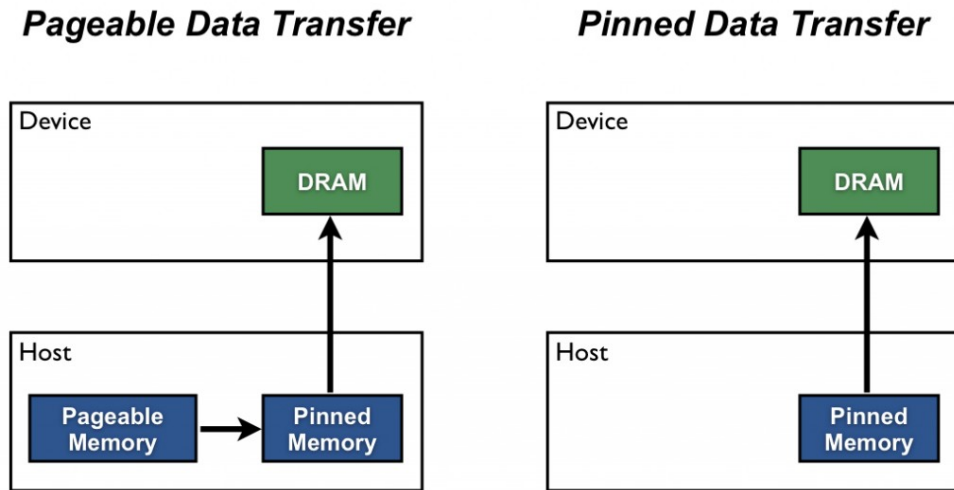 Pageable Data Transfer
Device
DRAM
Host
Pageable
Memory
Pinned
Memory
Pinned Data Transfer
Device
DRAM
Host
Pinned
Memory